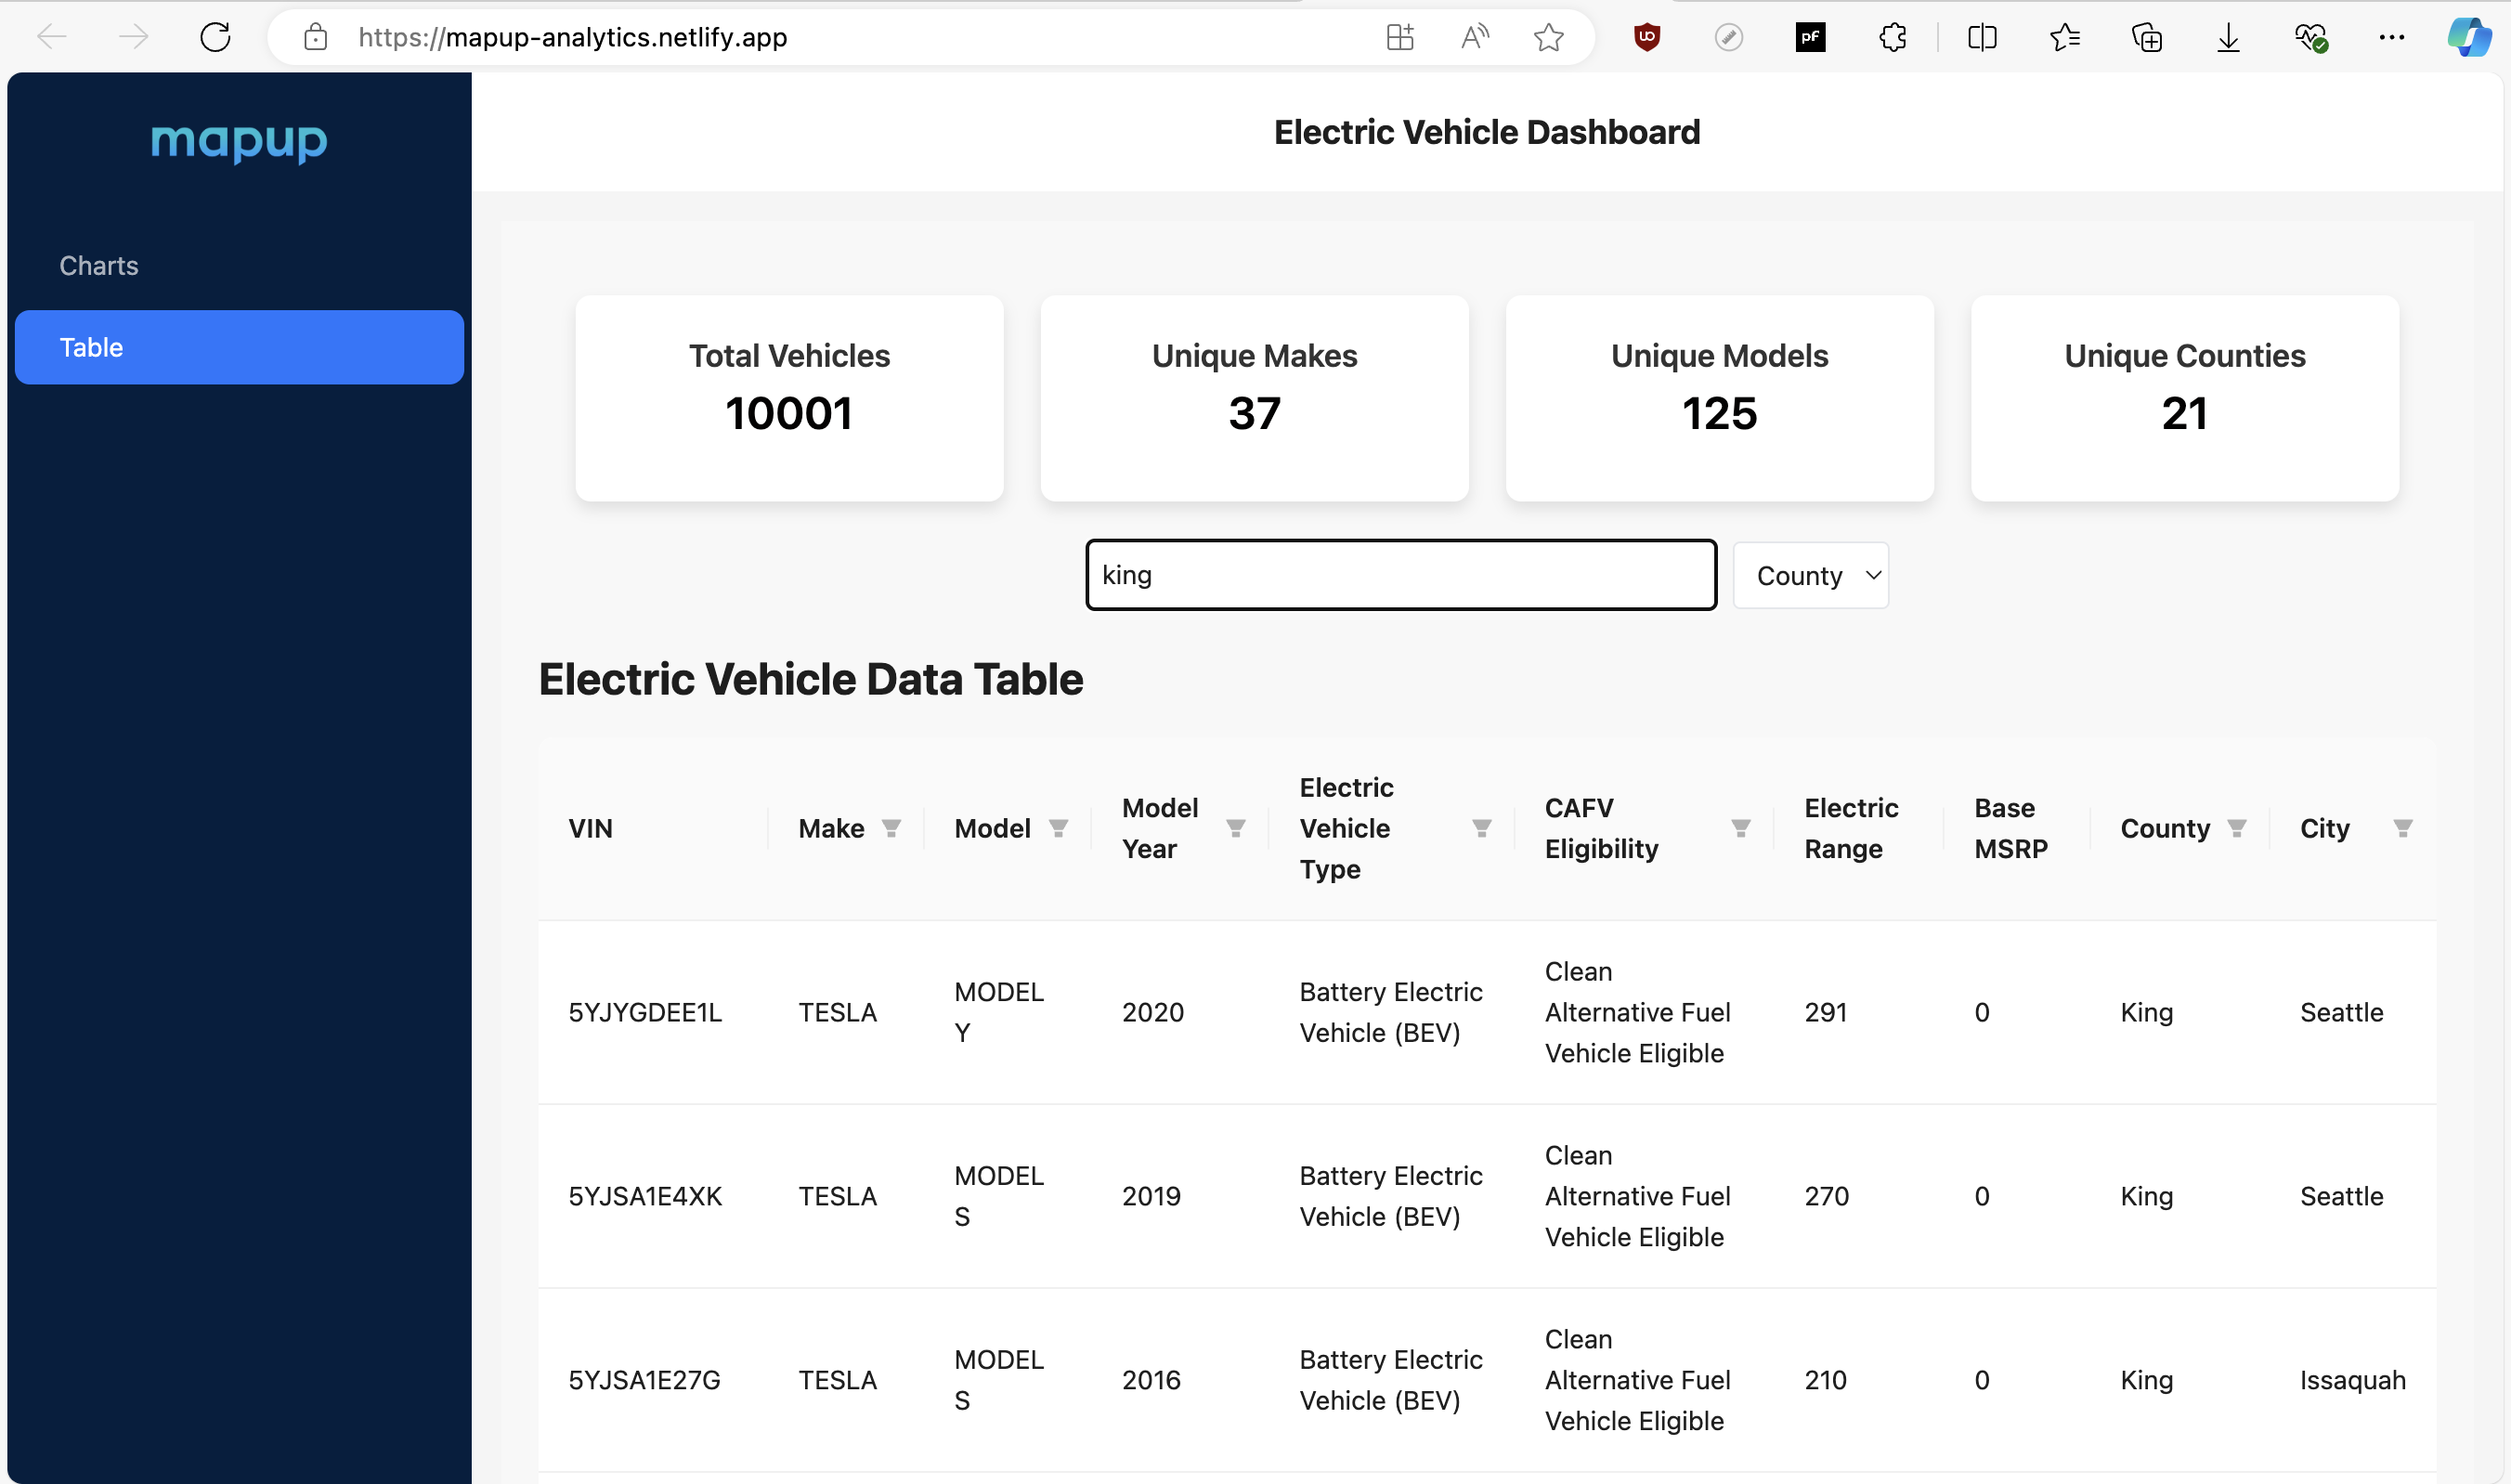 https://mapup-analytics.netlify.app
A
uo
pf
mapup
Charts
Table
Electric Vehicle Dashboard
Total Vehicles
10001
Unique Makes
37
Unique Models
125
Unique Counties
21
king
County
Electric Vehicle Data Table
VIN
Make
Model
Model
Year
Electric
Vehicle
Type
CAFV
Eligibility
Electric
Range
Base
MSRP
County
City
5YJYGDEE1L
TESLA
MODEL
Y
2020
Battery Electric
Vehicle (BEV)
Clean
Alternative Fuel
Vehicle Eligible
291
0
King
Seattle
5YJSA1E4XK
TESLA
MODEL
S
2019
Battery Electric
Vehicle (BEV)
Clean
Alternative Fuel
Vehicle Eligible
270
0
King
Seattle
5YJSA1E27G
TESLA
MODEL
S
2016
Battery Electric
Vehicle (BEV)
Clean
Alternative Fuel
Vehicle Eligible
210
0
King
Issaquah